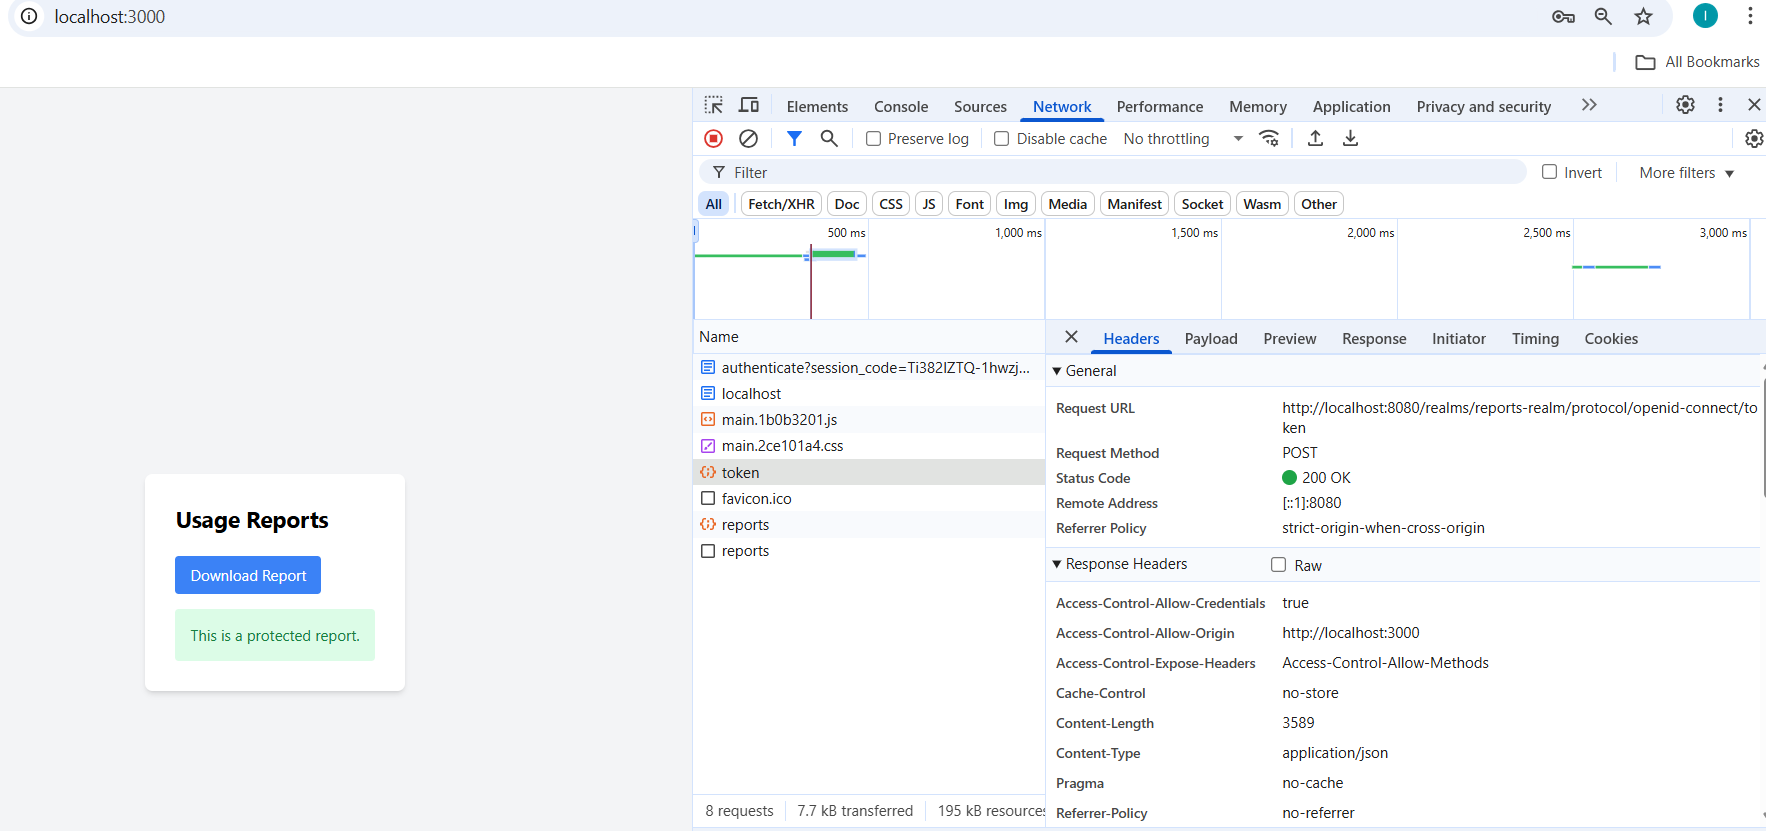 localhost:3000
All Bookmarks
Usage Reports
Download Report
This is a protected report.
Elements Console Sources Network Performance Memory Application Privacy and security
Preserve log Disable cache No throttling
Filter Invert More filters
All Fetch/XHR Doc CSS JS Font Img Media Manifest Socket Wasm Other
500 ms 1,000 ms 1,500 ms 2,000 ms 2,500 ms 3,000 ms
Name
authenticate?session_code=Ti382IZTQ-1hwzj...
localhost
main.1b0b3201.js
main.2ce101a4.css
token
favicon.ico
reports
reports
8 requests 7.7 kB transferred 195 kB resources
Headers Payload Preview Response Initiator Timing Cookies
General
Request URL http://localhost:8080/realms/reports-realm/protocol/openid-connect/to
ken
Request Method POST
Status Code 200 OK
Remote Address [::1]:8080
Referrer Policy strict-origin-when-cross-origin
Response Headers Raw
Access-Control-Allow-Credentials true
Access-Control-Allow-Origin http://localhost:3000
Access-Control-Expose-Headers Access-Control-Allow-Methods
Cache-Control no-store
Content-Length 3589
Content-Type application/json
Pragma no-cache
Referrer-Policy no-referrer